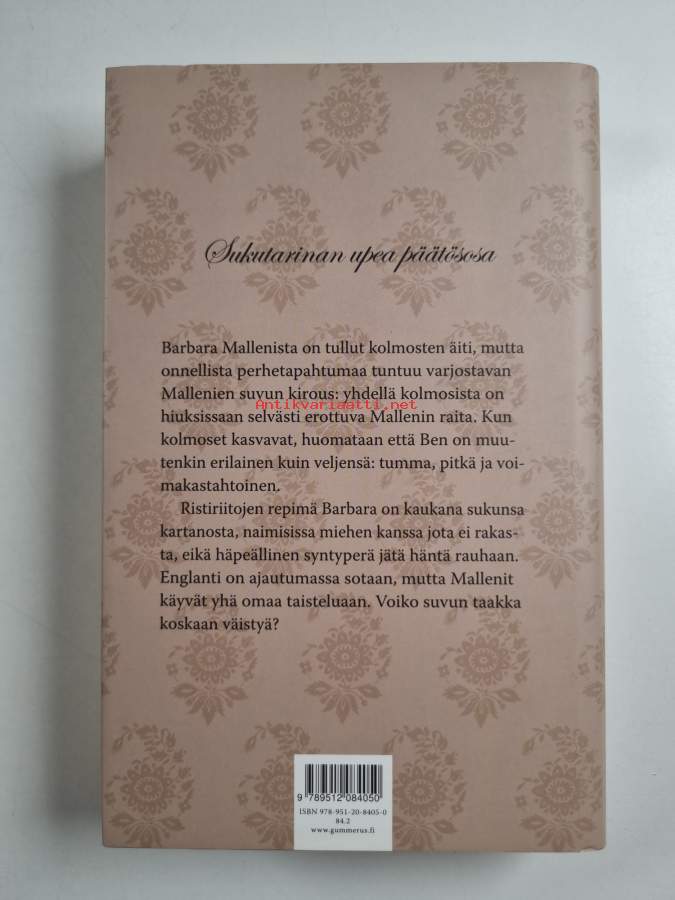 Sukutarinan upea päätösosa
Barbara Mallenista on tullut kolmosten äiti, mutta
onnellista perhetapahtumaa tuntuu varjostavan
Mallenien suvun kirous: yhdellä kolmosista on
hiuksissaan selvästi erottuva Mallenin raita. Kun
Antikvariaatti.net
kolmoset kasvavat, huomataan että Ben on muu-
tenkin erilainen kuin veljensä: tumma, pitkä ja voi-
makastahtoinen.
Ristiriitojen repimä Barbara on kaukana sukunsa
kartanosta, naimisissa miehen kanssa jota ei rakas-
ta, eikä häpeällinen syntyperä jätä häntä rauhaan.
Englanti on ajautumassa sotaan, mutta Mallenit
käyvät yhä omaa taisteluaan. Voiko suvun taakka
koskaan väistyä?
9 789512 084050
ISBN 978-951-20-8405-0
84.2
www.gummerus.fi